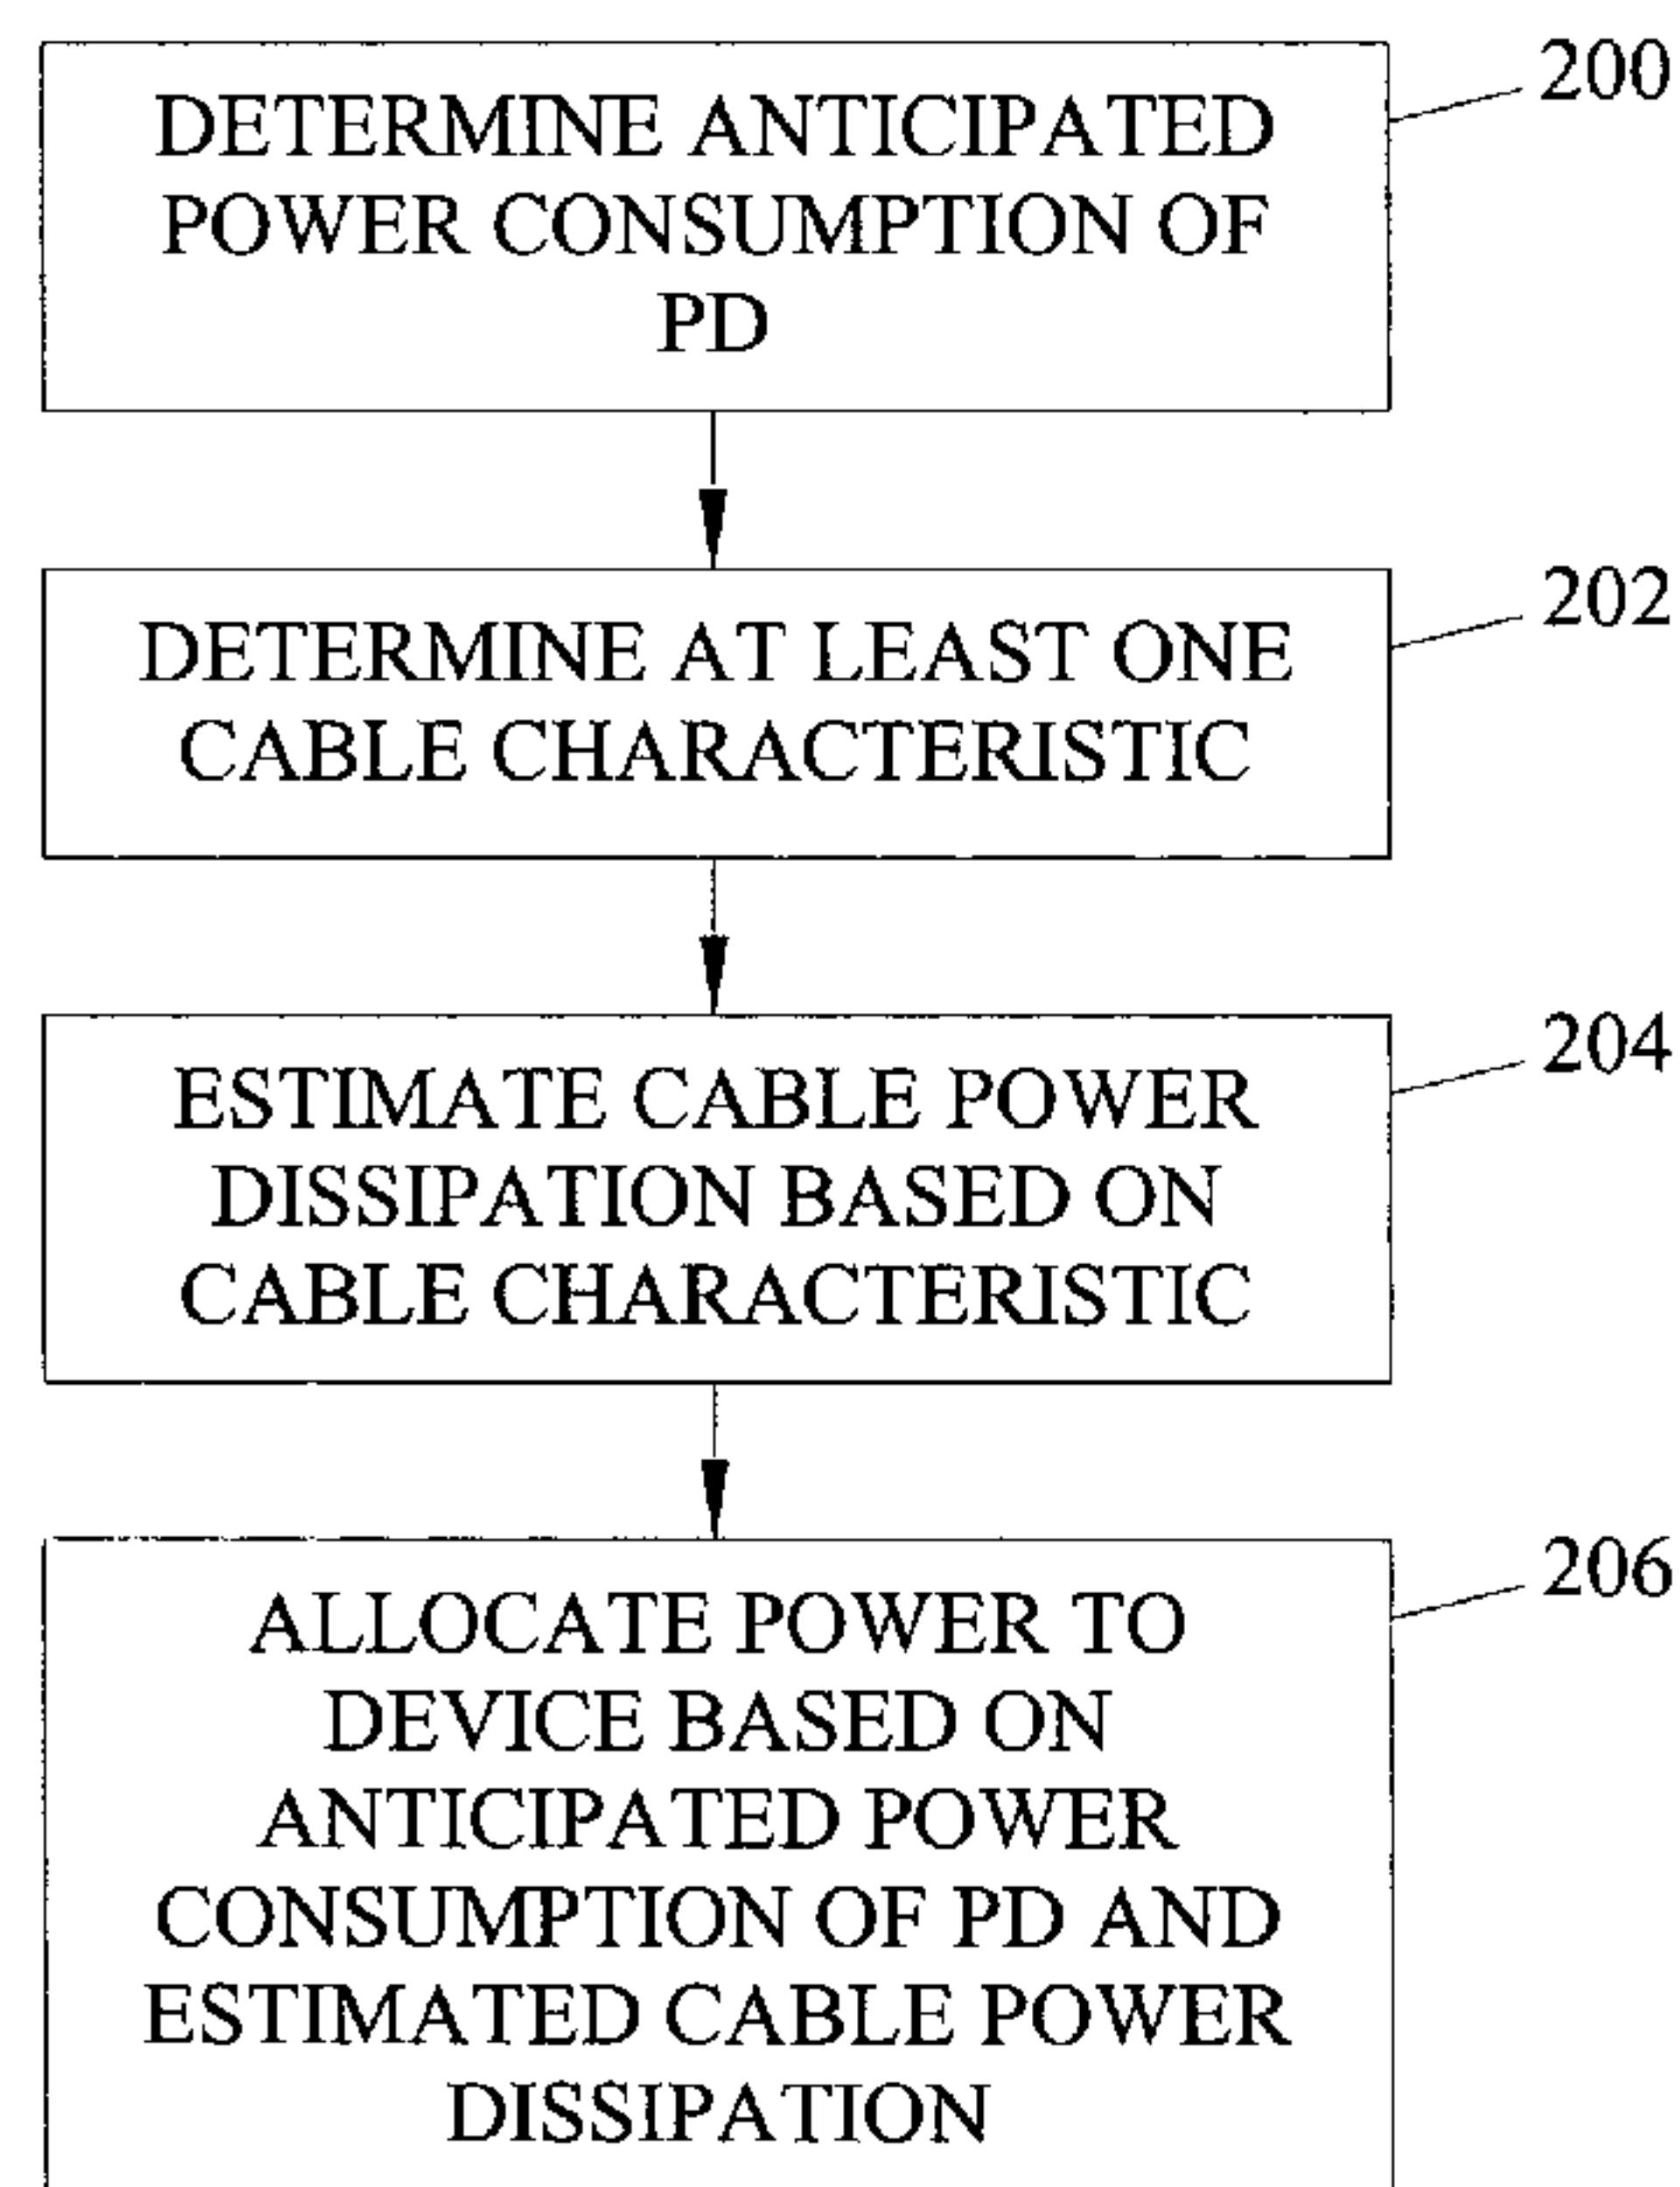 DETERMINE ANTICIPATED
POWER CONSUMPTION OF
PD
200
DETERMINE AT LEAST ONE
CABLE CHARACTERISTIC
202
ESTIMATE CABLE POWER
DISSIPATION BASED ON
CABLE CHARACTERISTIC
204
ALLOCATE POWER TO
DEVICE BASED ON
ANTICIPATED POWER
CONSUMPTION OF PD AND
ESTIMATED CABLE POWER
DISSIPATION
206